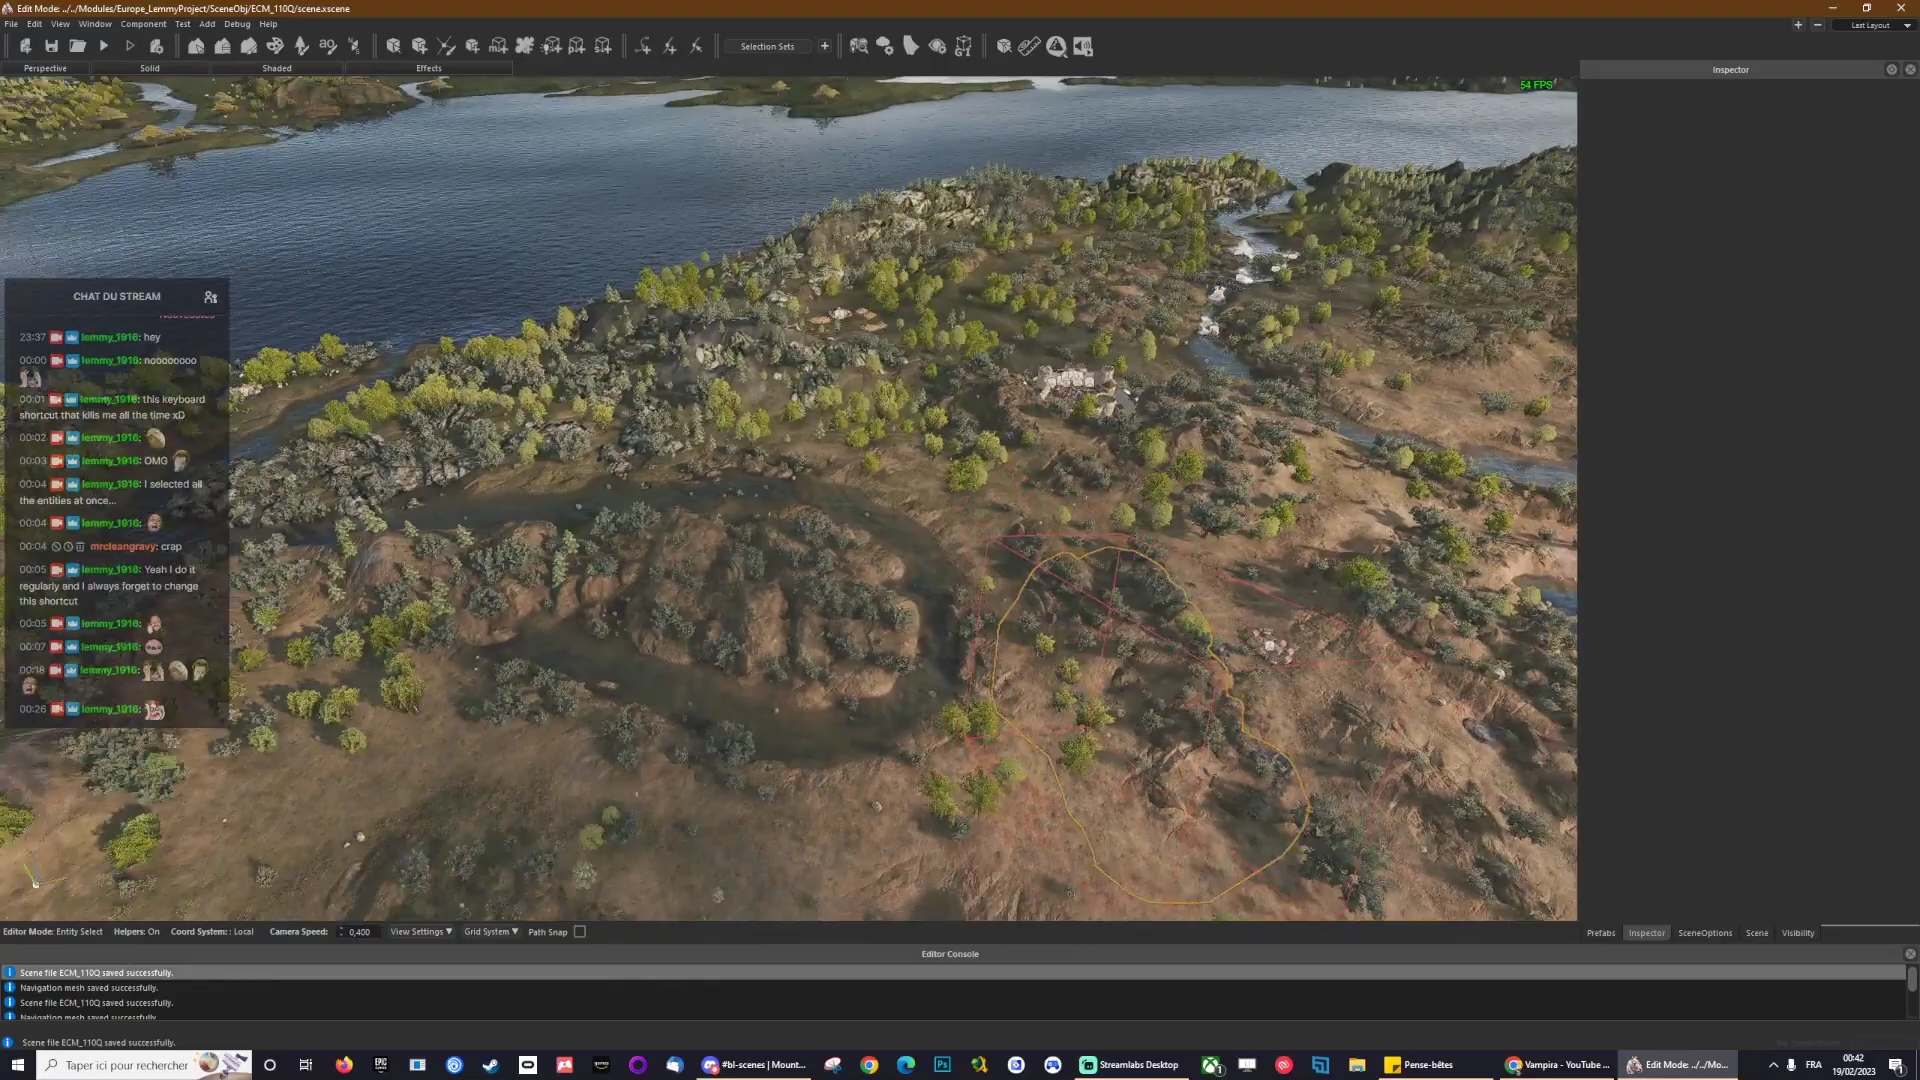 Edit Mode: ../../Modules/Europe_LemmyProject/SceneObj/ECM_110Q/scene.xscene
File Edit View Window Component Test Add Debug Help
Last Layout
Selection Sets
Perspective Solid Shaded Effects
Inspector
54 FPS
CHAT DU STREAM
23:37 lemmy_1916: hey
00:00 lemmy_1916: noooooooo
00:01 lemmy_1916: this keyboard
shortcut that kills me all the time xD
00:02 lemmy_1916:
00:03 lemmy_1916: OMG
00:04 lemmy_1916: I selected all
the entities at once...
00:04 lemmy_1916:
00:04 mrcleangravy: crap
00:05 lemmy_1916: Yeah I do it
regularly and I always forget to change
this shortcut
00:05 lemmy_1916:
00:07 lemmy_1916:
00:18 lemmy_1916:
00:26 lemmy_1916:
Editor Mode: Entity Select Helpers: On Coord System: : Local Camera Speed: 0,400 View Settings Grid System Path Snap
Prefabs Inspector SceneOptions Scene Visibility
Editor Console
Scene file ECM_110Q saved successfully.
Navigation mesh saved successfully.
Scene file ECM_110Q saved successfully.
Navigation mesh saved successfully.
Scene file ECM_110Q saved successfully.
Taper ici pour rechercher
#bl-scenes | Mount...
Streamlabs Desktop
Pense-bêtes
Vampira - YouTube ...
Edit Mode: ../../Mo...
FRA
00:42
19/02/2023